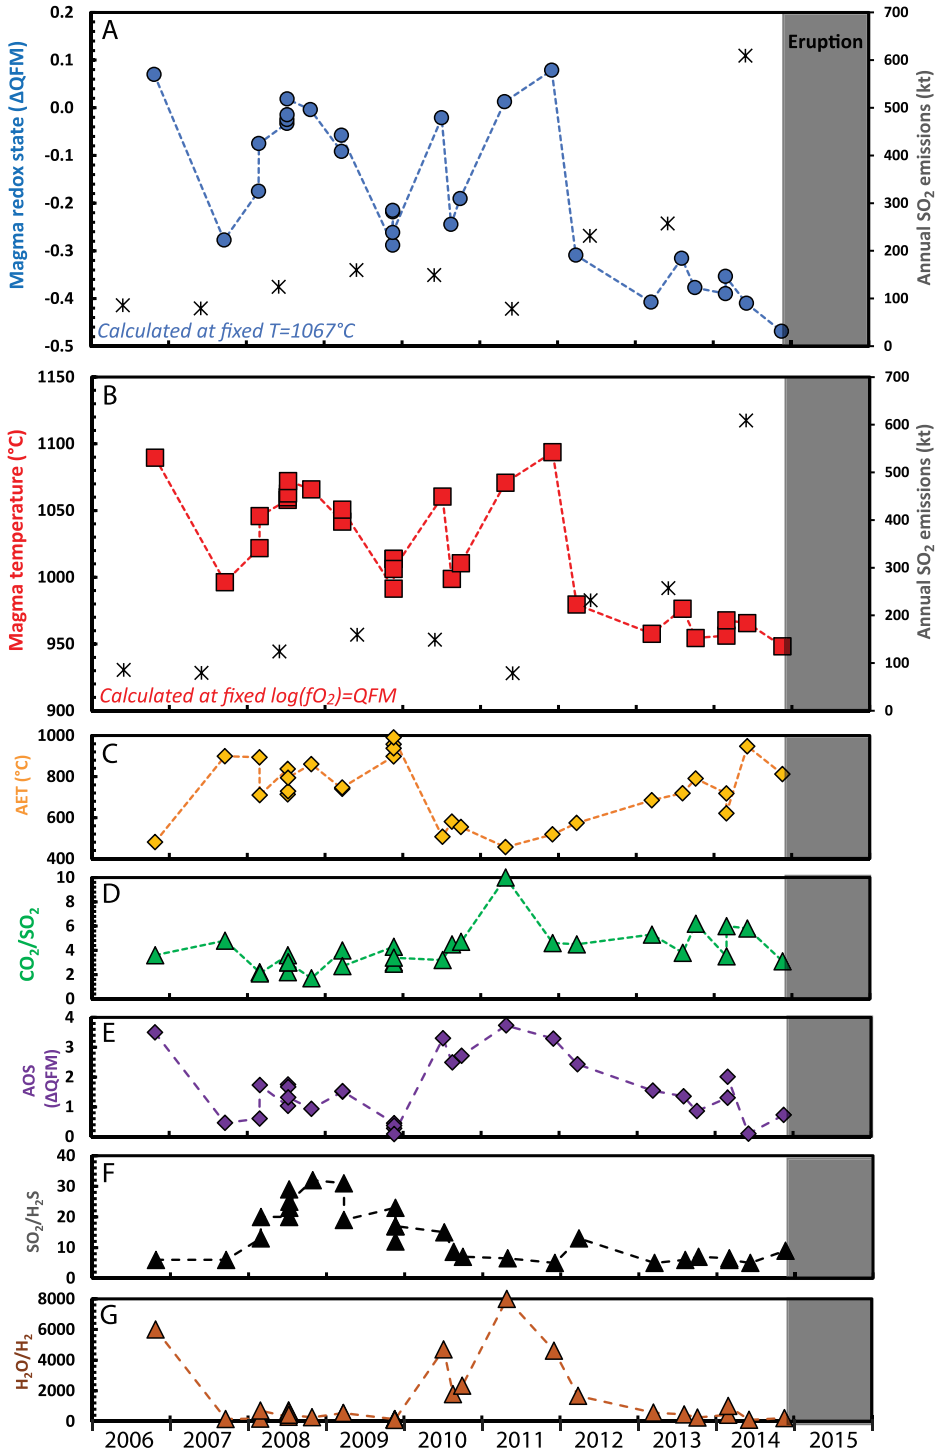 A
Eruption
Magma redox state (ΔQFM)
0.2
0.1
0.0
-0.1
-0.2
-0.3
-0.4
-0.5
700
600
500
400
300
200
100
0
Annual SO2 emissions (kt)
Calculated at fixed T=1067°C
B
Magma temperature (°C)
1150
1100
1050
1000
950
900
700
600
500
400
300
200
100
0
Annual SO2 emissions (kt)
Calculated at fixed log(fO2)=QFM
C
AET (°C)
1000
800
600
400
D
CO2/SO2
10
8
6
4
2
0
E
AOS
(ΔQFM)
4
3
2
1
0
F
SO2/H2S
40
30
20
10
0
G
H2O/H2
8000
6000
4000
2000
0
2006 2007 2008 2009 2010 2011 2012 2013 2014 2015